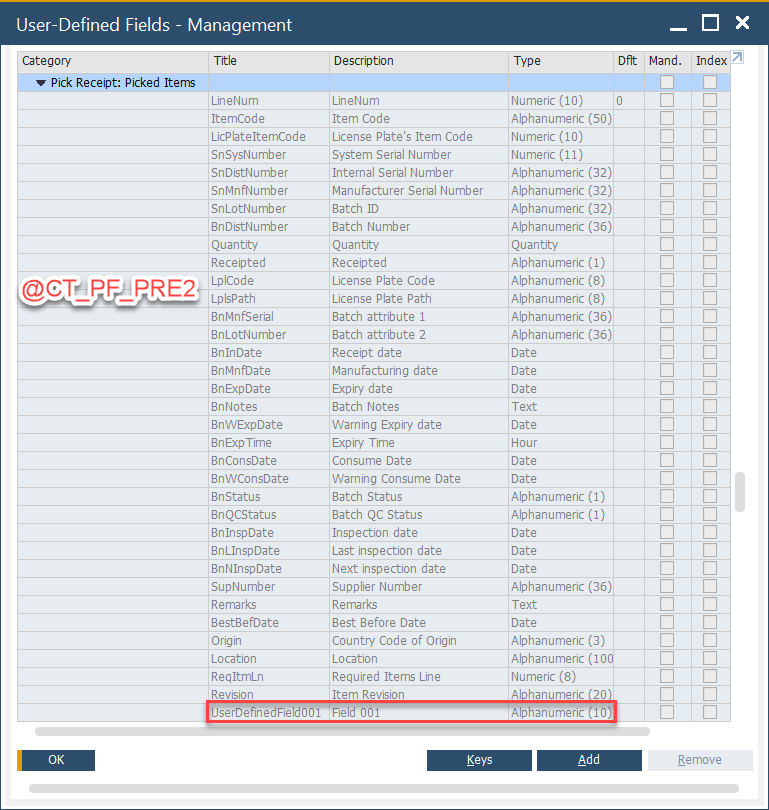 User-Defined Fields - Management
Category Title Description Type Dflt Mand. Index
Pick Receipt: Picked Items
LineNum LineNum Numeric (10) 0
ItemCode Item Code Alphanumeric (50)
LicPlateItemCode License Plate's Item Code Numeric (10)
SnSysNumber System Serial Number Numeric (11)
SnDistNumber Internal Serial Number Alphanumeric (32)
SnMnfNumber Manufacturer Serial Number Alphanumeric (32)
SnLotNumber Batch ID Alphanumeric (32)
BnDistNumber Batch Number Alphanumeric (36)
Quantity Quantity Quantity
Receipted Receipted Alphanumeric (1)
@CT_PF_PRE2
LplCode License Plate Code Alphanumeric (8)
LplsPath License Plate Path Alphanumeric (8)
BnMnfSerial Batch attribute 1 Alphanumeric (36)
BnLotNumber Batch attribute 2 Alphanumeric (36)
BnInDate Receipt date Date
BnMnfDate Manufacturing date Date
BnExpDate Expiry date Date
BnNotes Batch Notes Text
BnWExpDate Warning Expiry date Date
BnExpTime Expiry Time Hour
BnConsDate Consume Date Date
BnWConsDate Warning Consume Date Date
BnStatus Batch Status Alphanumeric (1)
BnQCStatus Batch QC Status Alphanumeric (1)
BnInspDate Inspection date Date
BnLInspDate Last inspection date Date
BnNInspDate Next inspection date Date
SupNumber Supplier Number Alphanumeric (36)
Remarks Remarks Text
BestBefDate Best Before Date Date
Origin Country Code of Origin Alphanumeric (3)
Location Location Alphanumeric (100
ReqItmLn Required Items Line Numeric (8)
Revision Item Revision Alphanumeric (20)
UserDefinedField001 Field 001 Alphanumeric (10)
OK Keys Add Remove